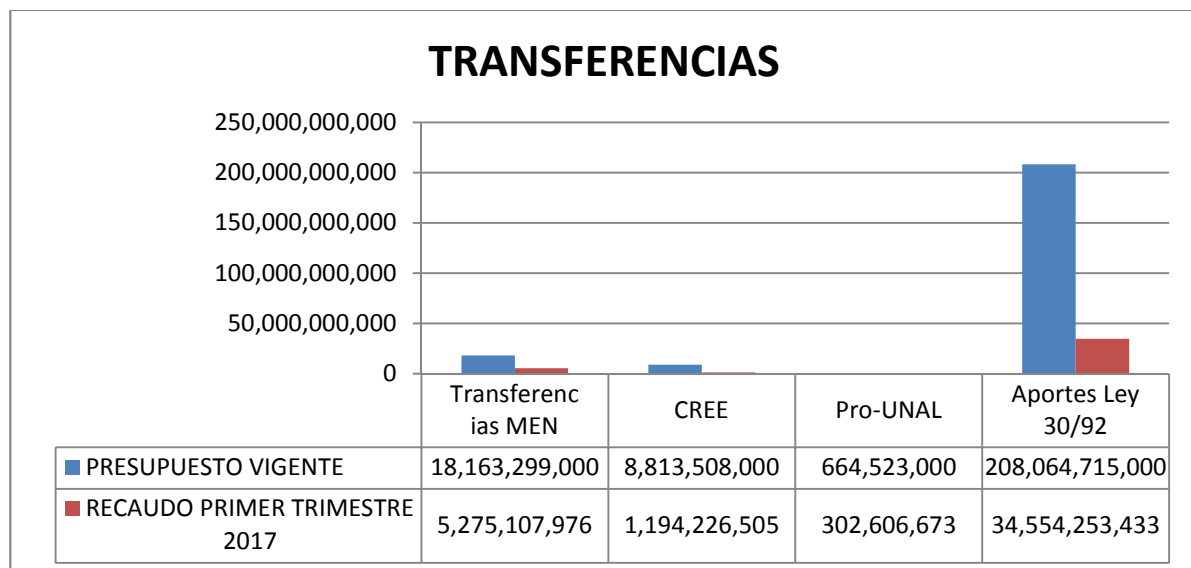 TRANSFERENCIAS
250,000,000,000
200,000,000,000
150,000,000,000
100,000,000,000
50,000,000,000
0
Transferenc
ias MEN
CREE
Pro-UNAL
Aportes Ley
30/92
PRESUPUESTO VIGENTE 18,163,299,000 8,813,508,000 664,523,000 208,064,715,000
RECAUDO PRIMER TRIMESTRE
2017
5,275,107,976 1,194,226,505 302,606,673 34,554,253,433